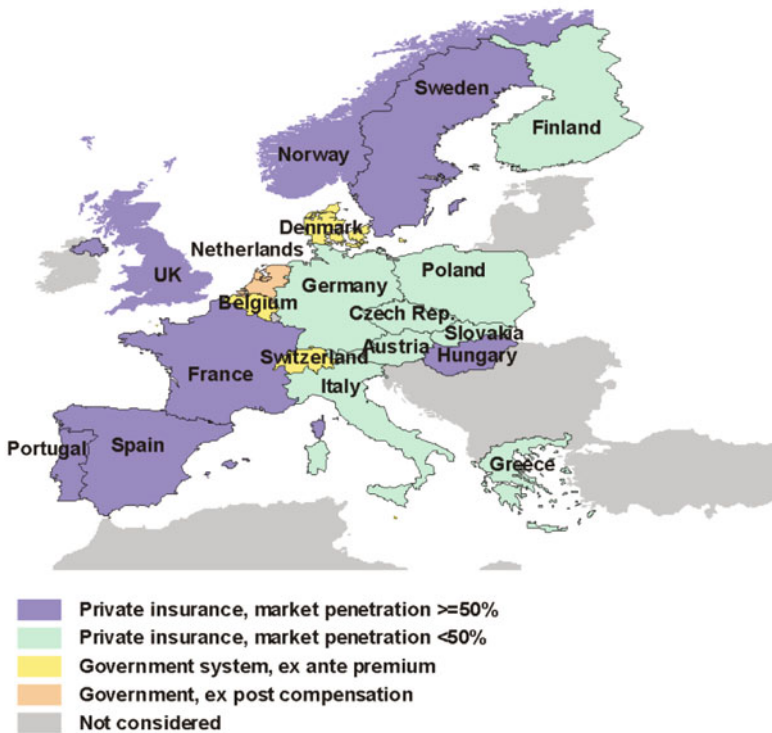 Sweden
Finland
Norway
Denmark
Netherlands
UK
Germany
Poland
Belgium
Czech Rep.
Slovakia
Austria
Hungary
Switzerland
France
Italy
Portugal
Spain
Greece
Private insurance, market penetration >=50%
Private insurance, market penetration <50%
Government system, ex ante premium
Government, ex post compensation
Not considered